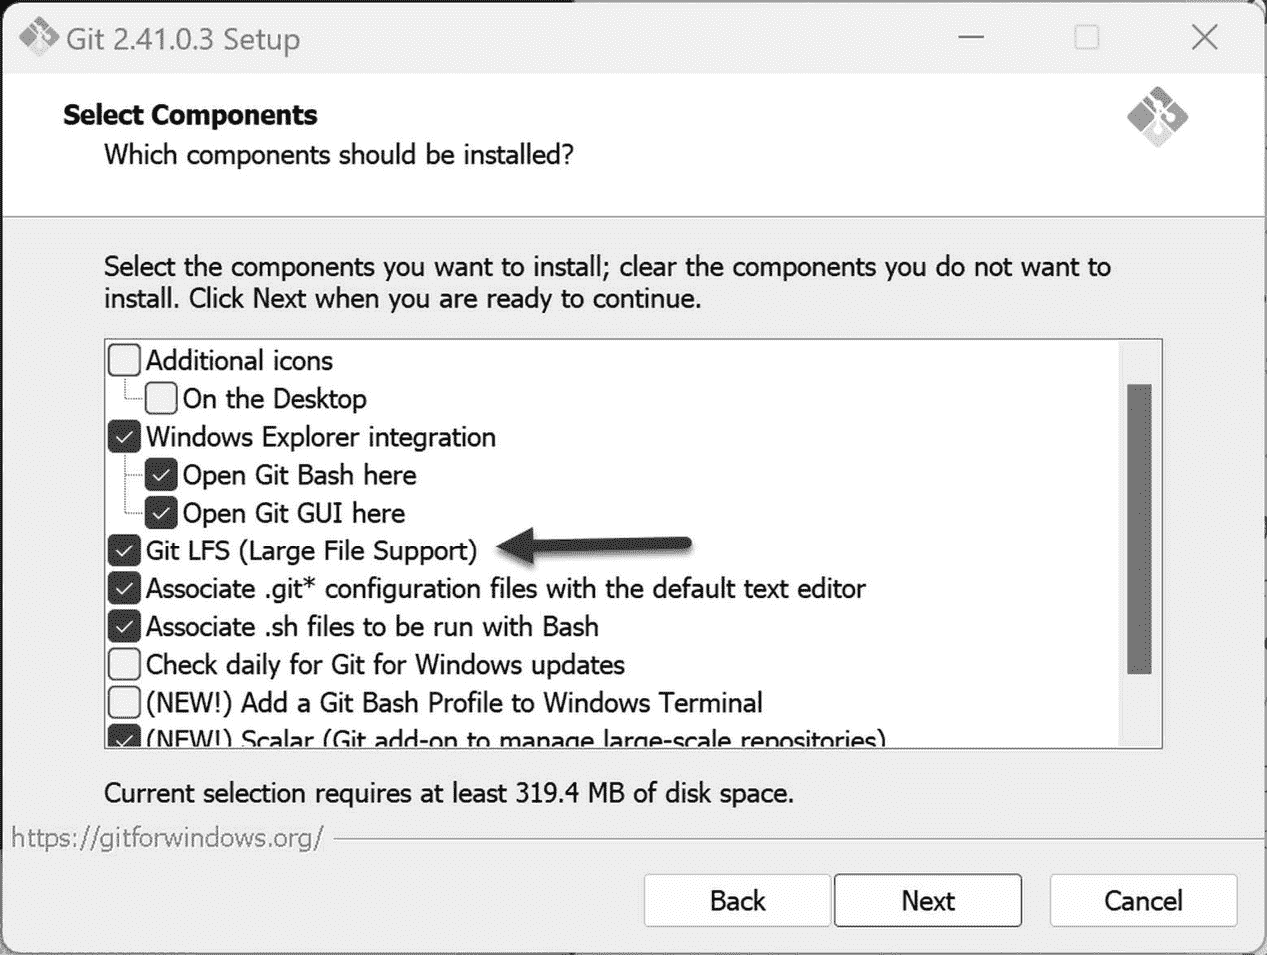 Git 2.41.0.3 Setup
Select Components
Which components should be installed?
Select the components you want to install; clear the components you do not want to
install. Click Next when you are ready to continue.
Additional icons
On the Desktop
Windows Explorer integration
Open Git Bash here
Open Git GUI here
Git LFS (Large File Support)
Associate .git* configuration files with the default text editor
Associate .sh files to be run with Bash
Check daily for Git for Windows updates
(NEW!) Add a Git Bash Profile to Windows Terminal
(NEW!) Scalar (Git add-on to manage large-scale repositories)
Current selection requires at least 319.4 MB of disk space.
https://gitforwindows.org/
Back Next Cancel